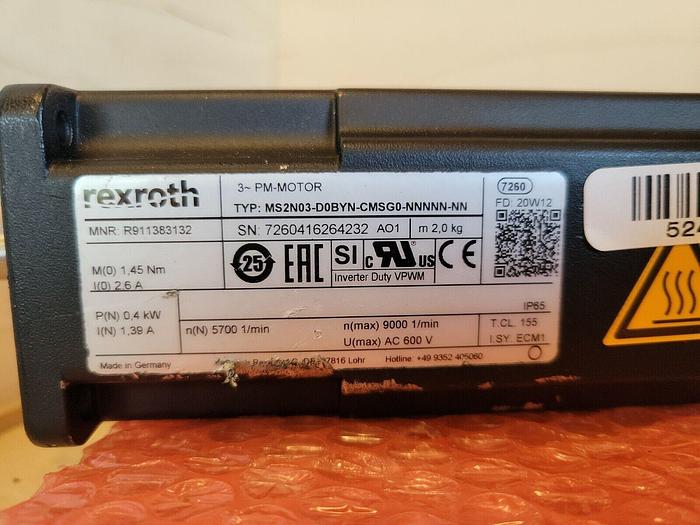 rexroth
3~ PM-MOTOR
7260
TYP: MS2N03-D0BYN-CMSG0-NNNNN-NN
FD: 20W12
MNR: R911383132
SN: 7260416264232 AO1
m 2,0 kg
25
EAC
SI
c RU US
CE
Inverter Duty VPWM
M(0) 1,45 Nm
I(0) 2,6 A
IP65
P(N) 0,4 kW
I(N) 1,39 A
n(N) 5700 1/min
n(max) 9000 1/min
U(max) AC 600 V
T.CL. 155
I.SY. ECM1
Made in Germany
7816 Lohr
Hotline: +49 9352 405060
524